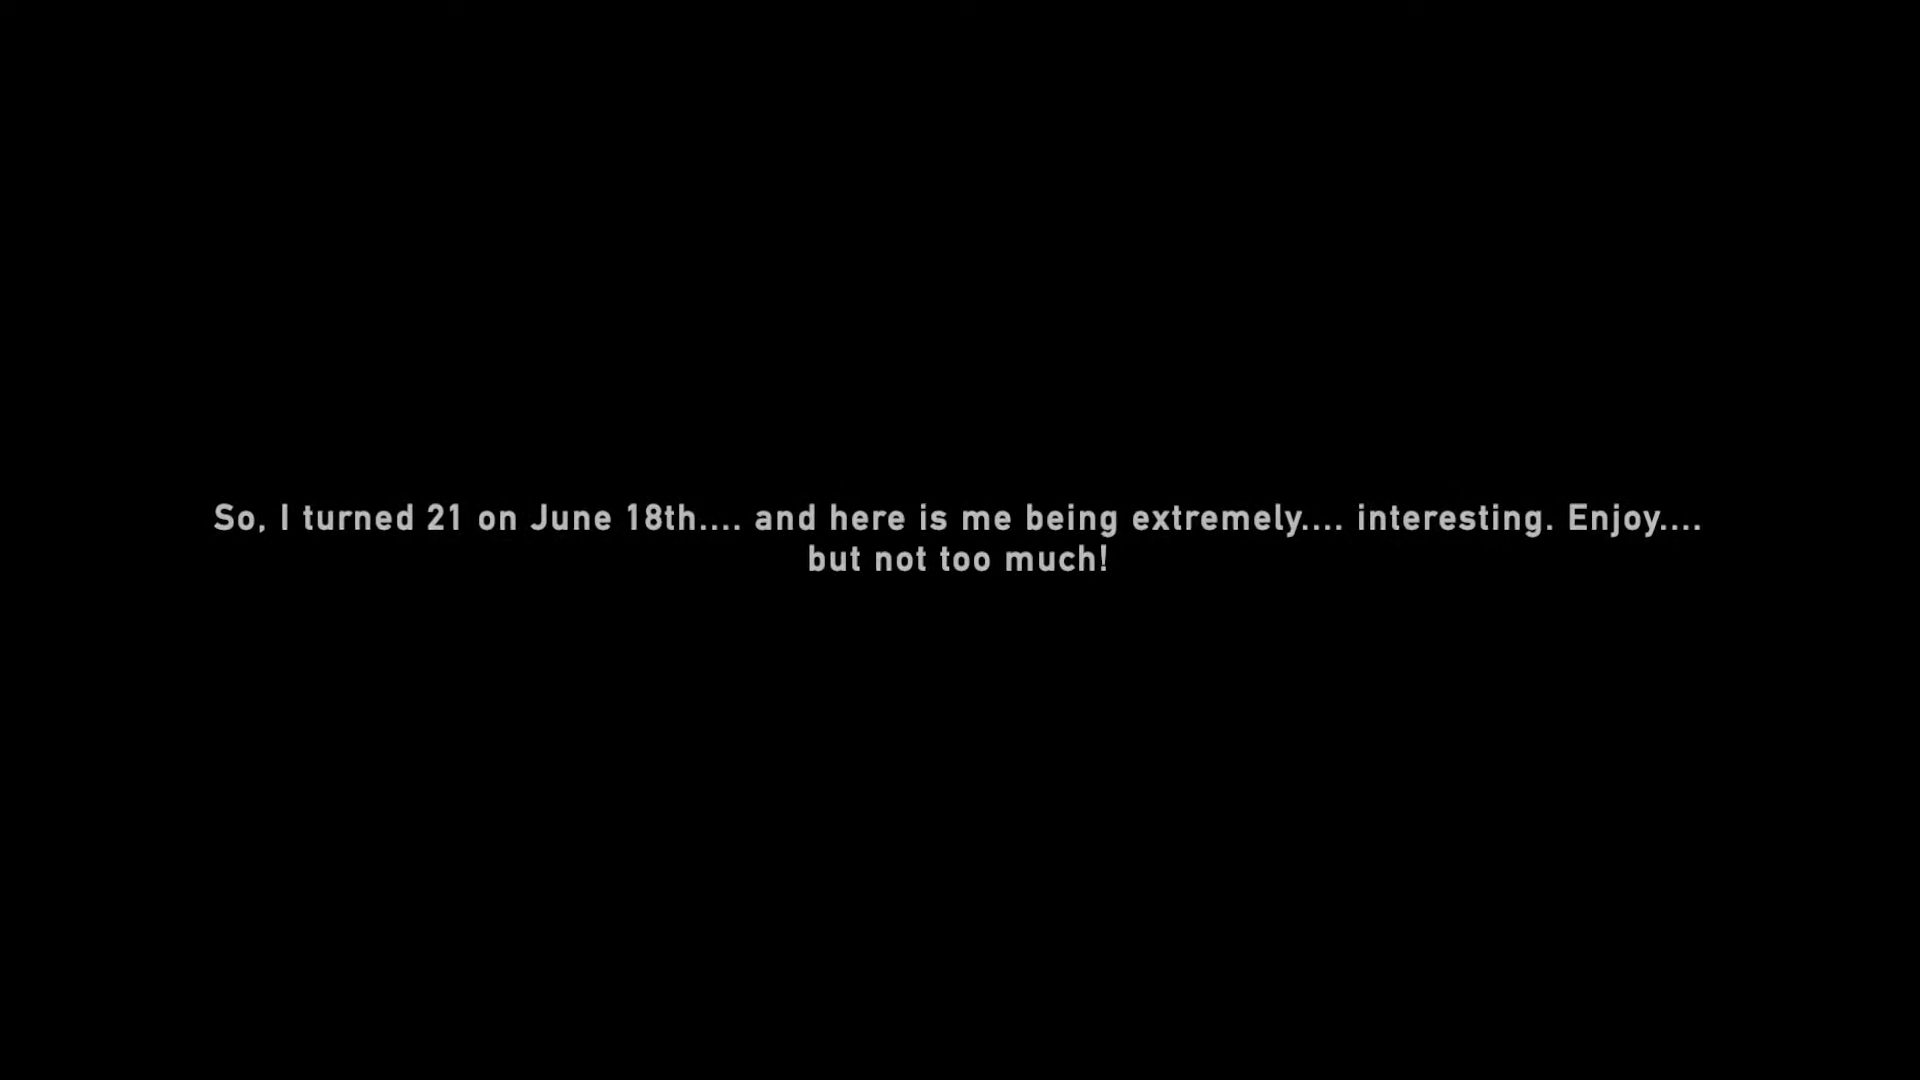 So, I turned 21 on June 18th.... and here is me being extremely.... interesting. Enjoy....
but not too much!